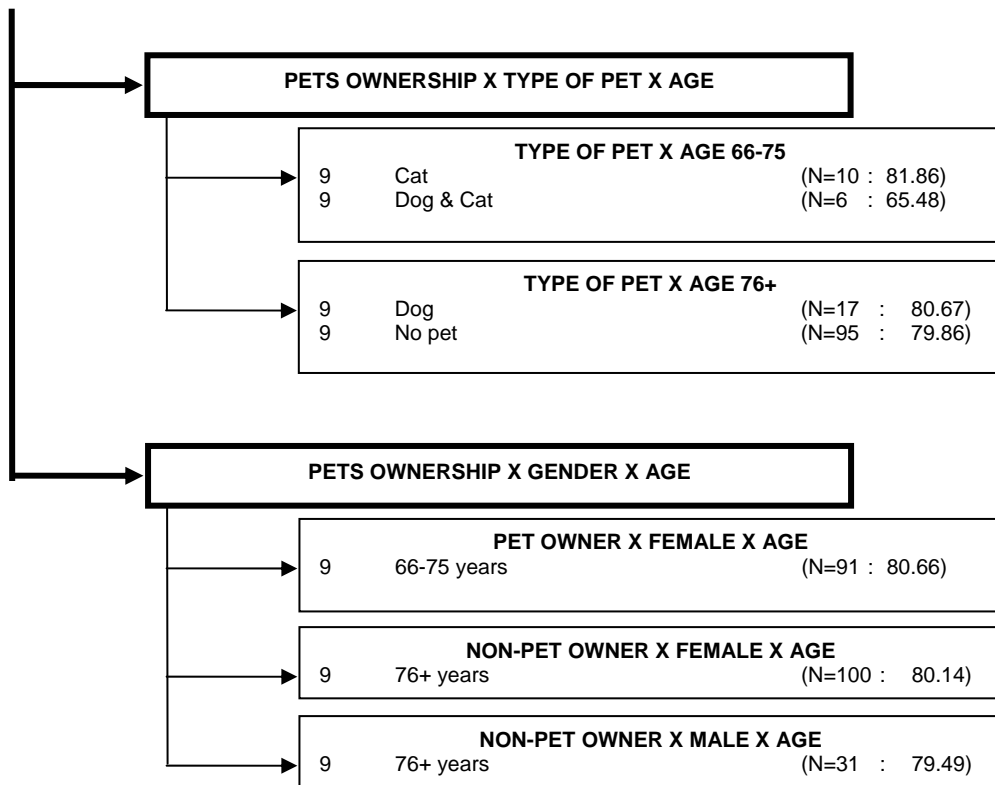 PETS OWNERSHIP X TYPE OF PET X AGE
TYPE OF PET X AGE 66-75
9 Cat (N=10 : 81.86)
9 Dog & Cat (N=6 : 65.48)
TYPE OF PET X AGE 76+
9 Dog (N=17 : 80.67)
9 No pet (N=95 : 79.86)
PETS OWNERSHIP X GENDER X AGE
PET OWNER X FEMALE X AGE
9 66-75 years (N=91 : 80.66)
NON-PET OWNER X FEMALE X AGE
9 76+ years (N=100 : 80.14)
NON-PET OWNER X MALE X AGE
9 76+ years (N=31 : 79.49)